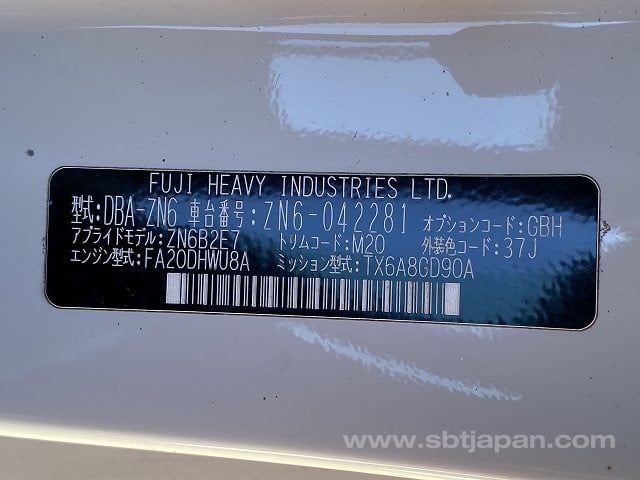 FUJI HEAVY INDUSTRIES LTD.
型式:DBA-ZN6 車台番号:ZN6-042281 オプションコード:GBH
アプライドモデル:ZN6B2E7 トリムコード:M20 外装色コード:37J
エンジン型式:FA20DHWU8A ミッション型式:TX6A8GD90A
www.sbtjapan.com